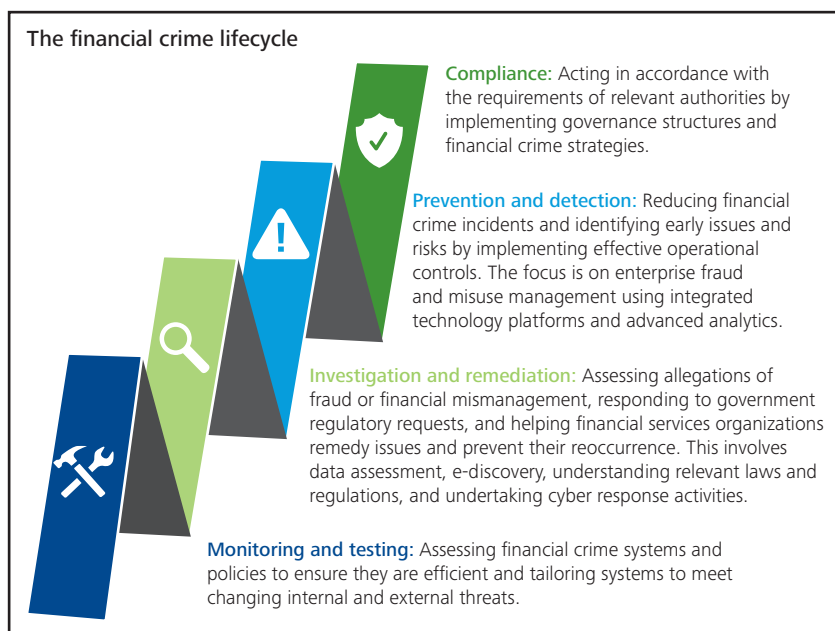 The financial crime lifecycle
Compliance: Acting in accordance with
the requirements of relevant authorities by
implementing governance structures and
financial crime strategies.
Prevention and detection: Reducing financial
crime incidents and identifying early issues and
risks by implementing effective operational
controls. The focus is on enterprise fraud
and misuse management using integrated
technology platforms and advanced analytics.
Investigation and remediation: Assessing allegations of
fraud or financial mismanagement, responding to government
regulatory requests, and helping financial services organizations
remedy issues and prevent their reoccurrence. This involves
data assessment, e-discovery, understanding relevant laws and
regulations, and undertaking cyber response activities.
Monitoring and testing: Assessing financial crime systems and
policies to ensure they are efficient and tailoring systems to meet
changing internal and external threats.